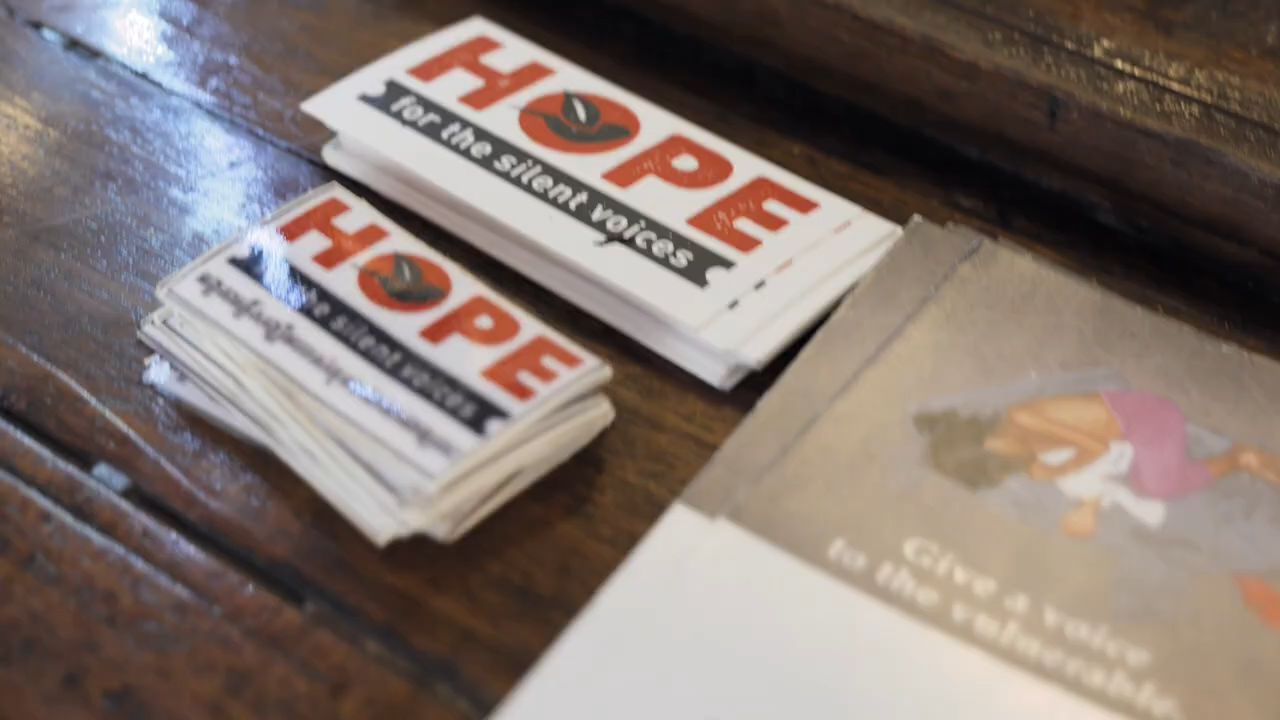 HOPE
for the silent voices
HOPE
the silent voices
Give a voice
to the vulnerable